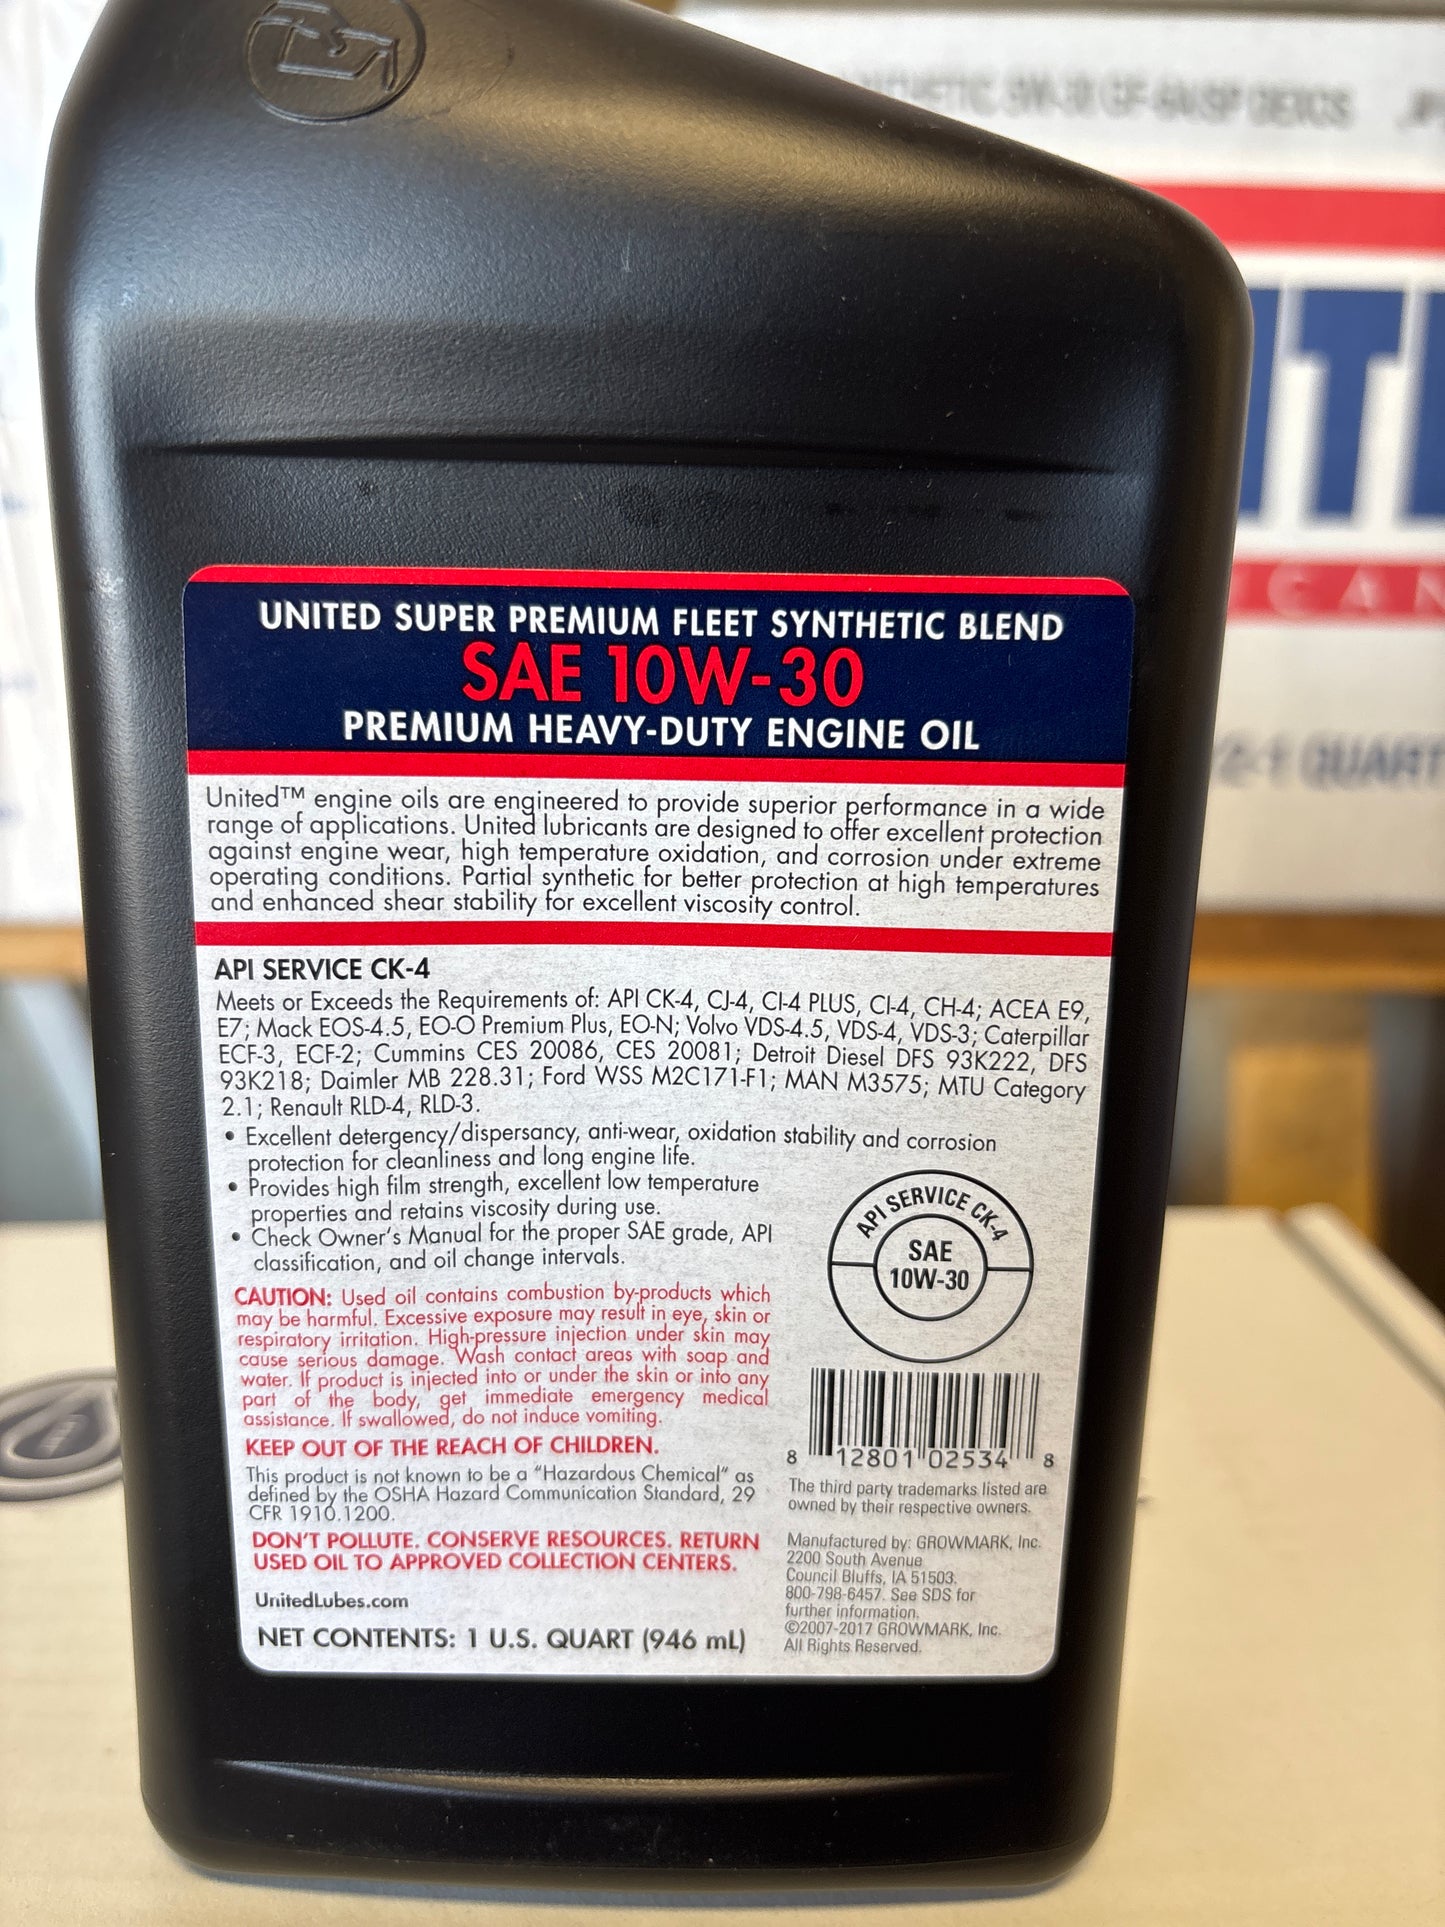 UNITED SUPER PREMIUM FLEET SYNTHETIC BLEND
SAE 10W-30
PREMIUM HEAVY-DUTY ENGINE OIL
United™ engine oils are engineered to provide superior performance in a wide
range of applications. United lubricants are designed to offer excellent protection
against engine wear, high temperature oxidation, and corrosion under extreme
operating conditions. Partial synthetic for better protection at high temperatures
and enhanced shear stability for excellent viscosity control.
API SERVICE CK-4
Meets or Exceeds the Requirements of: API CK-4, CJ-4, CI-4 PLUS, CI-4, CH-4; ACEA E9,
E7; Mack EOS-4.5, EO-O Premium Plus, EO-N; Volvo VDS-4.5, VDS-4, VDS-3; Caterpillar
ECF-3, ECF-2; Cummins CES 20086, CES 20081; Detroit Diesel DFS 93K222, DFS
93K218; Daimler MB 228.31; Ford WSS M2C171-F1; MAN M3575; MTU Category
2.1; Renault RLD-4, RLD-3.
• Excellent detergency/dispersancy, anti-wear, oxidation stability and corrosion
protection for cleanliness and long engine life.
• Provides high film strength, excellent low temperature
properties and retains viscosity during use.
• Check Owner's Manual for the proper SAE grade, API
classification, and oil change intervals.
API SERVICE CK-4
SAE
10W-30
CAUTION: Used oil contains combustion by-products which
may be harmful. Excessive exposure may result in eye, skin or
respiratory irritation. High-pressure injection under skin may
cause serious damage. Wash contact areas with soap and
water. If product is injected into or under the skin or into any
part of the body, get immediate emergency medical
assistance. If swallowed, do not induce vomiting.
KEEP OUT OF THE REACH OF CHILDREN.
This product is not known to be a "Hazardous Chemical" as
defined by the OSHA Hazard Communication Standard, 29
CFR 1910.1200.
DON'T POLLUTE. CONSERVE RESOURCES. RETURN
USED OIL TO APPROVED COLLECTION CENTERS.
UnitedLubes.com
NET CONTENTS: 1 U.S. QUART (946 mL)
8 12801 02534 8
The third party trademarks listed are
owned by their respective owners.
Manufactured by: GROWMARK, Inc.
2200 South Avenue
Council Bluffs, IA 51503.
800-798-6457. See SDS for
further information.
©2007-2017 GROWMARK, Inc.
All Rights Reserved.
2-1 QUART